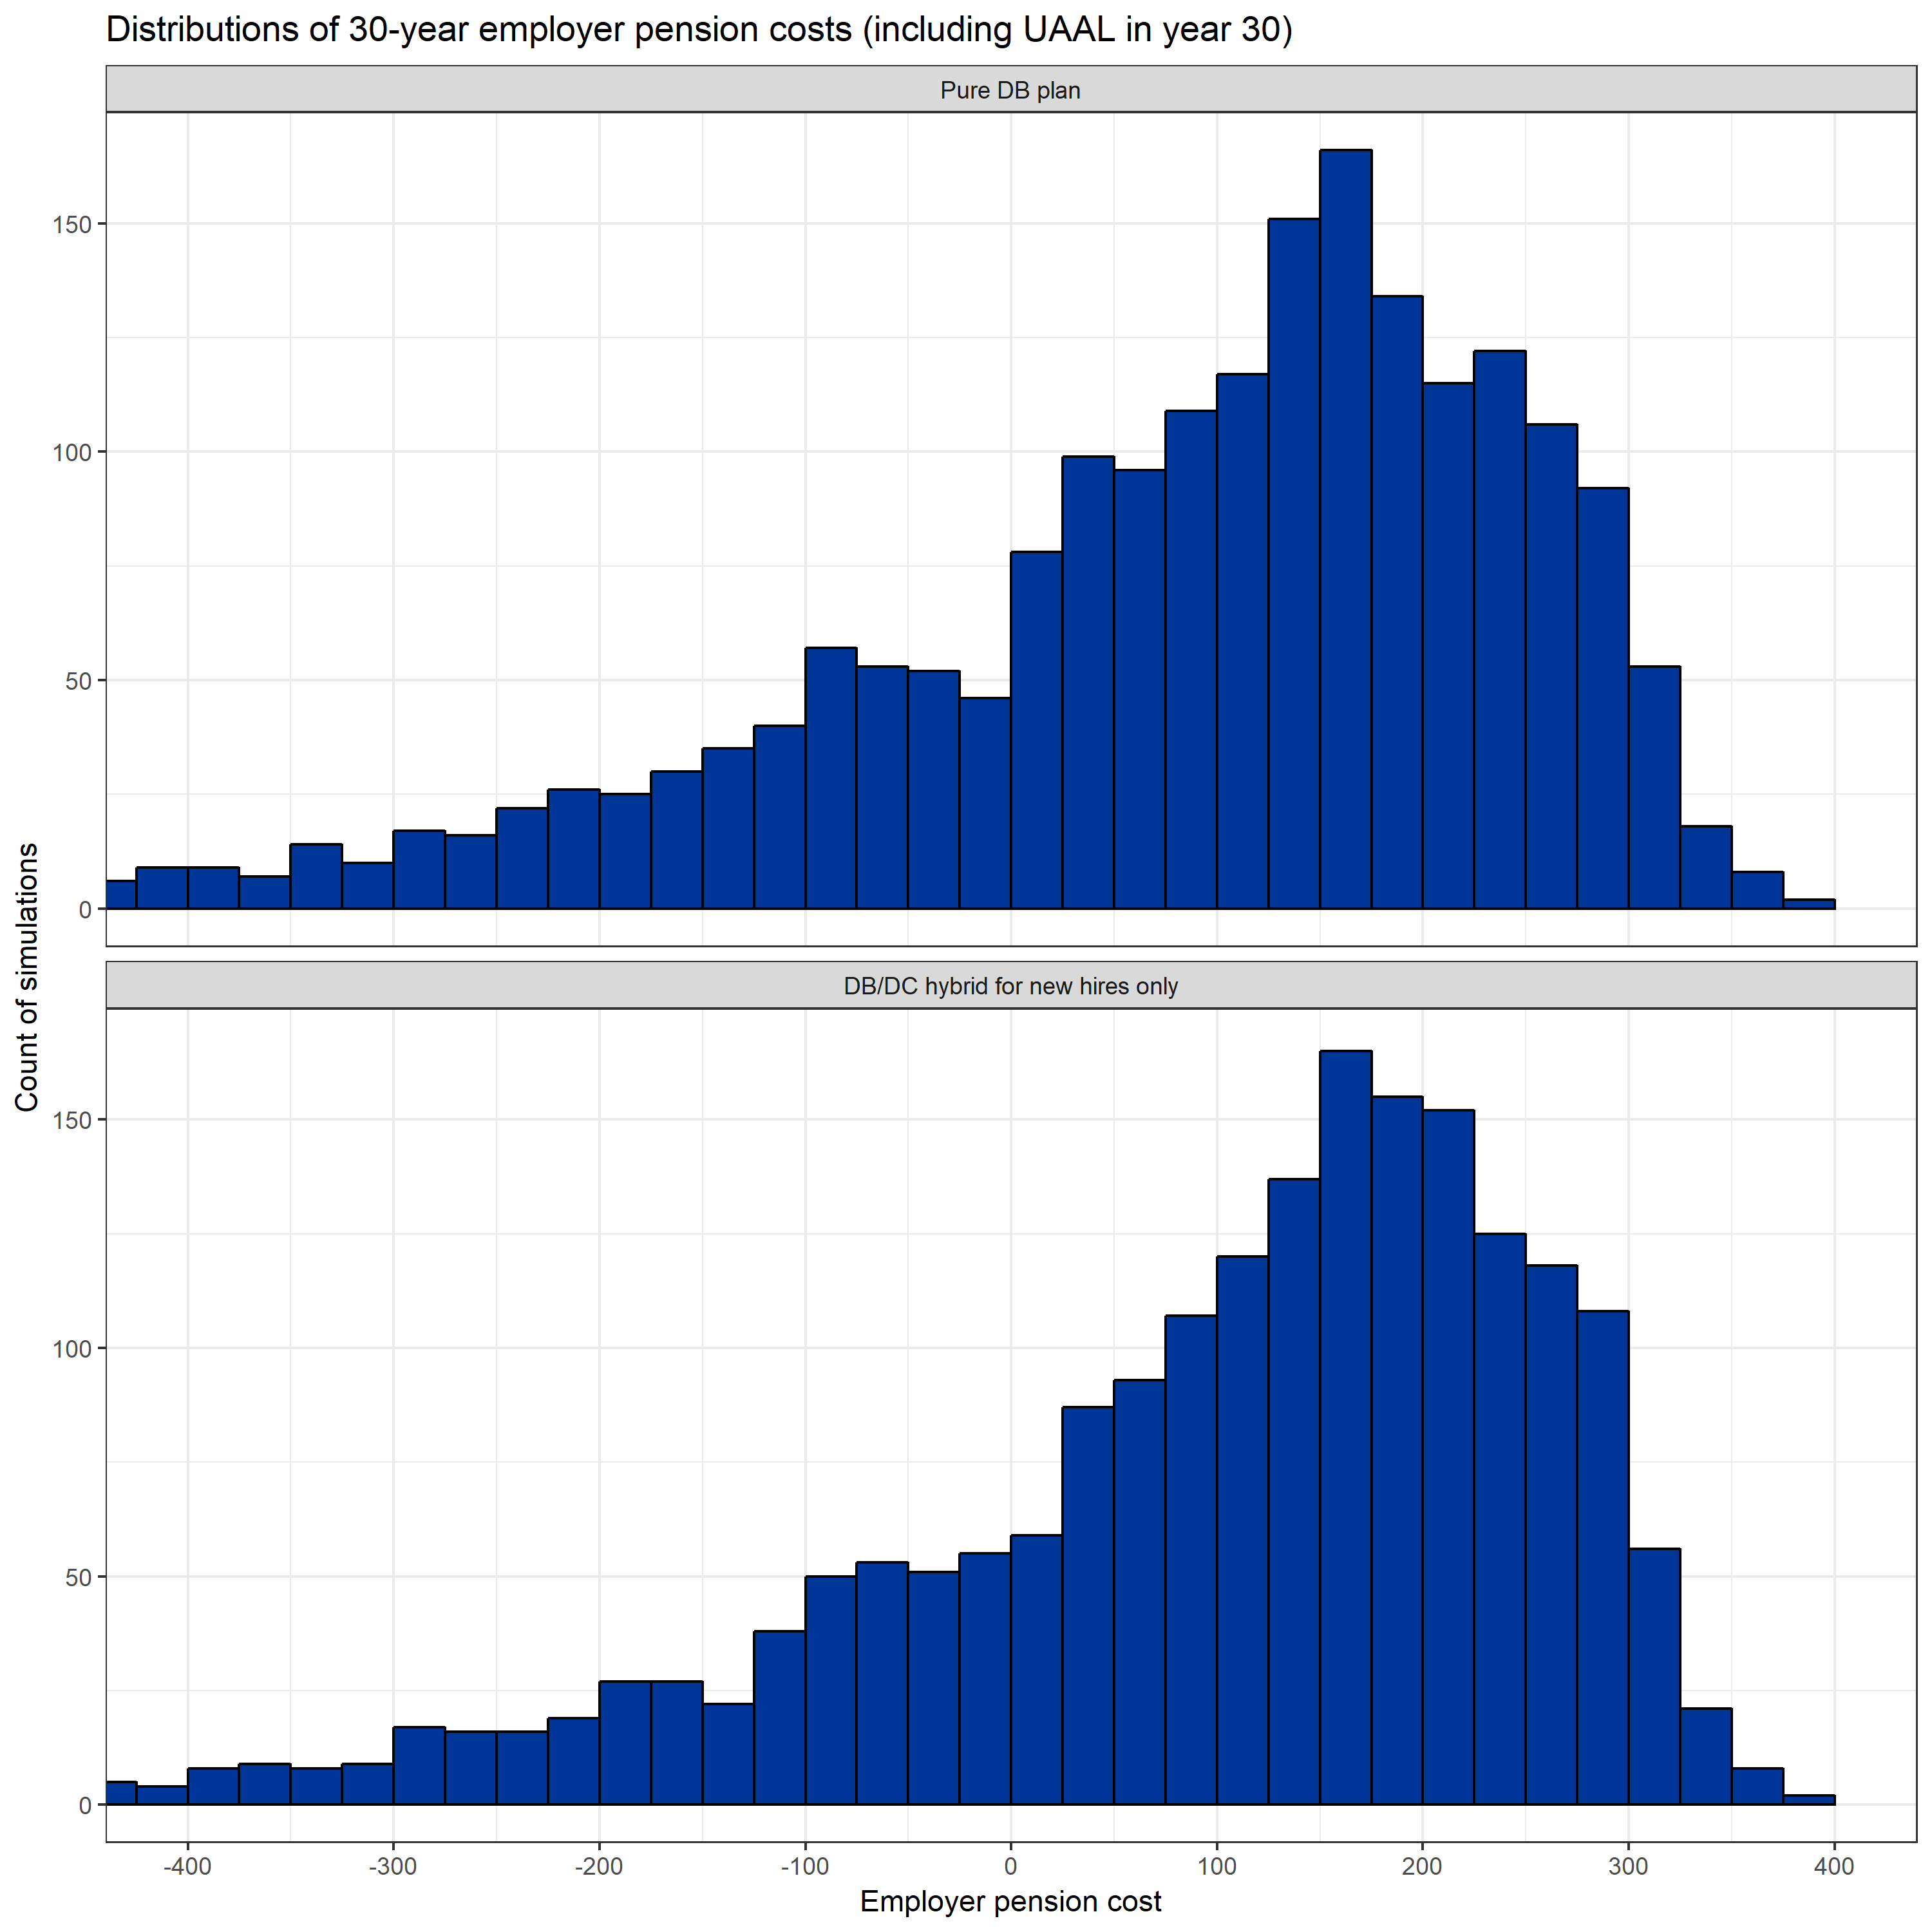 Distributions of 30-year employer pension costs (including UAAL in year 30)
Pure DB plan
150
100
50
0
DB/DC hybrid for new hires only
150
100
50
0
Count of simulations
-400 -300 -200 -100 0 100 200 300 400
Employer pension cost